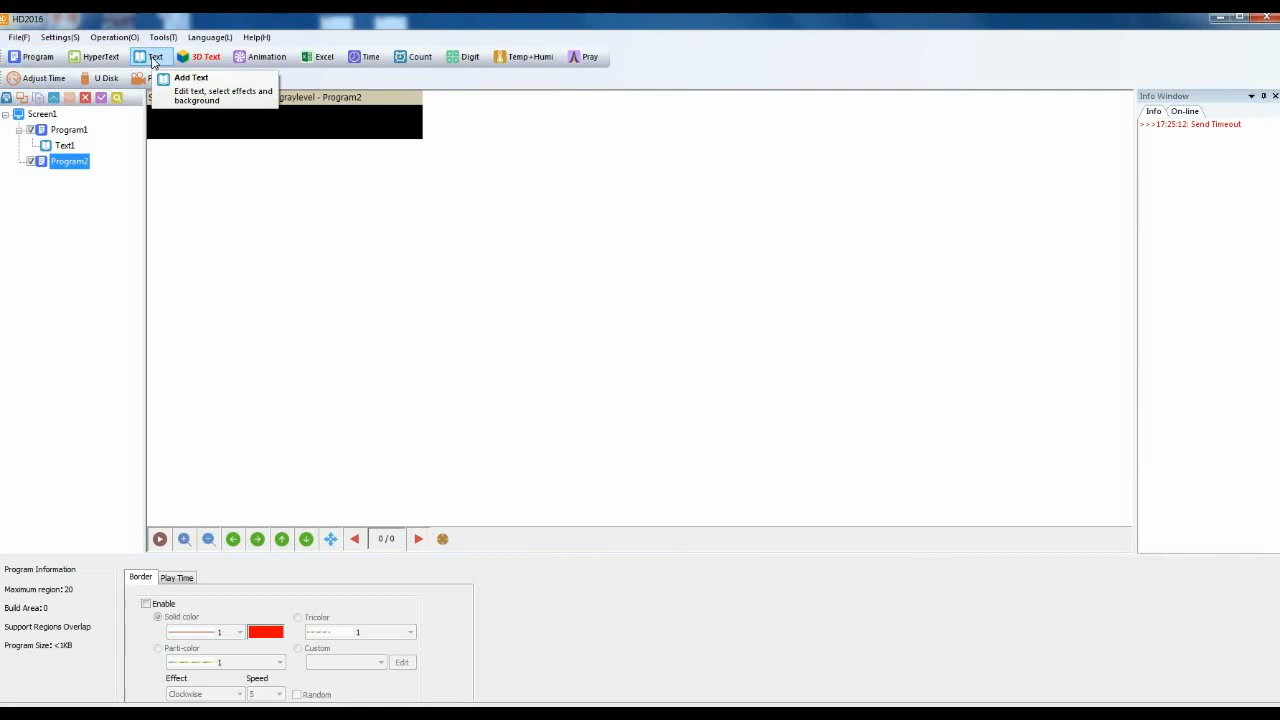 HD2016
File(F) Settings(S) Operation(O) Tools(T) Language(L) Help(H)
Program HyperText Text 3D Text Animation Excel Time Count Digit Temp+Humi Pray
Adjust Time U Disk
Add Text
Edit text, select effects and
background
graylevel - Program2
Screen1
Program1
Text1
Program2
Info Window
Info On-line
>>>17:25:12: Send Timeout
0 / 0
Program Information
Maximum region: 20
Build Area: 0
Support Regions Overlap
Program Size: <1KB
Border Play Time
Enable
Solid color Tricolor
1 1
Parti-color Custom
1 Edit
Effect Speed
Clockwise 5 Random